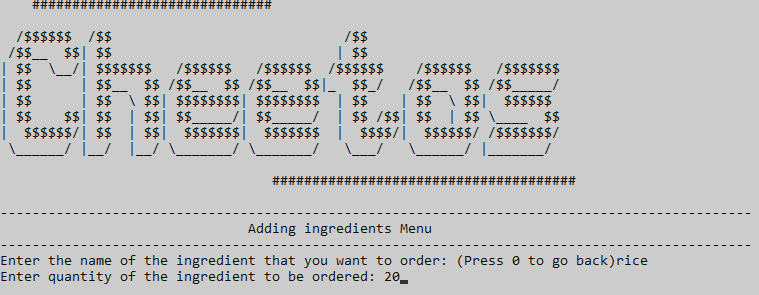 ##############################
Cheetos
######################################
Adding ingredients Menu
Enter the name of the ingredient that you want to order: (Press 0 to go back)rice
Enter quantity of the ingredient to be ordered: 20